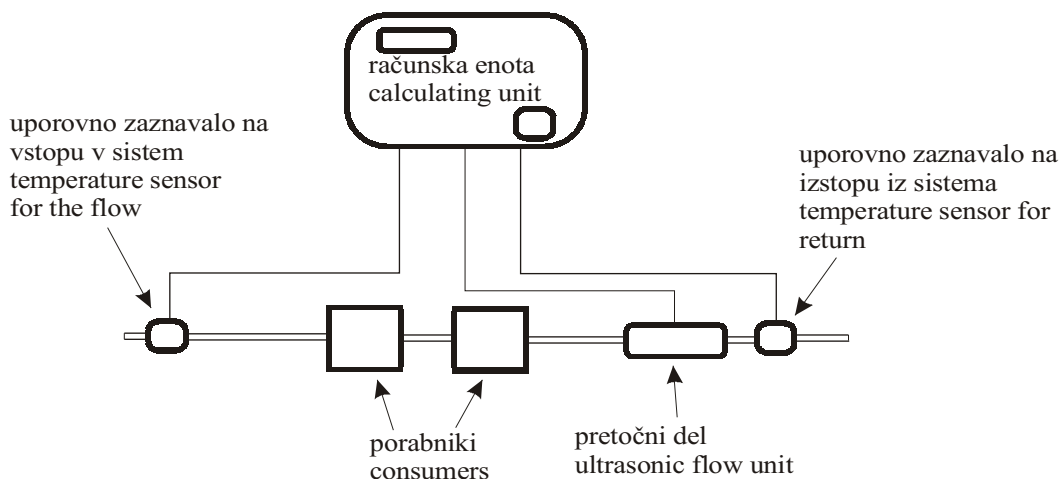 računska enota
calculating unit
uporovno zaznavalo na
vstopu v sistem
temperature sensor
for the flow
uporovno zaznavalo na
izstopu iz sistema
temperature sensor for
return
porabniki
consumers
pretočni del
ultrasonic flow unit